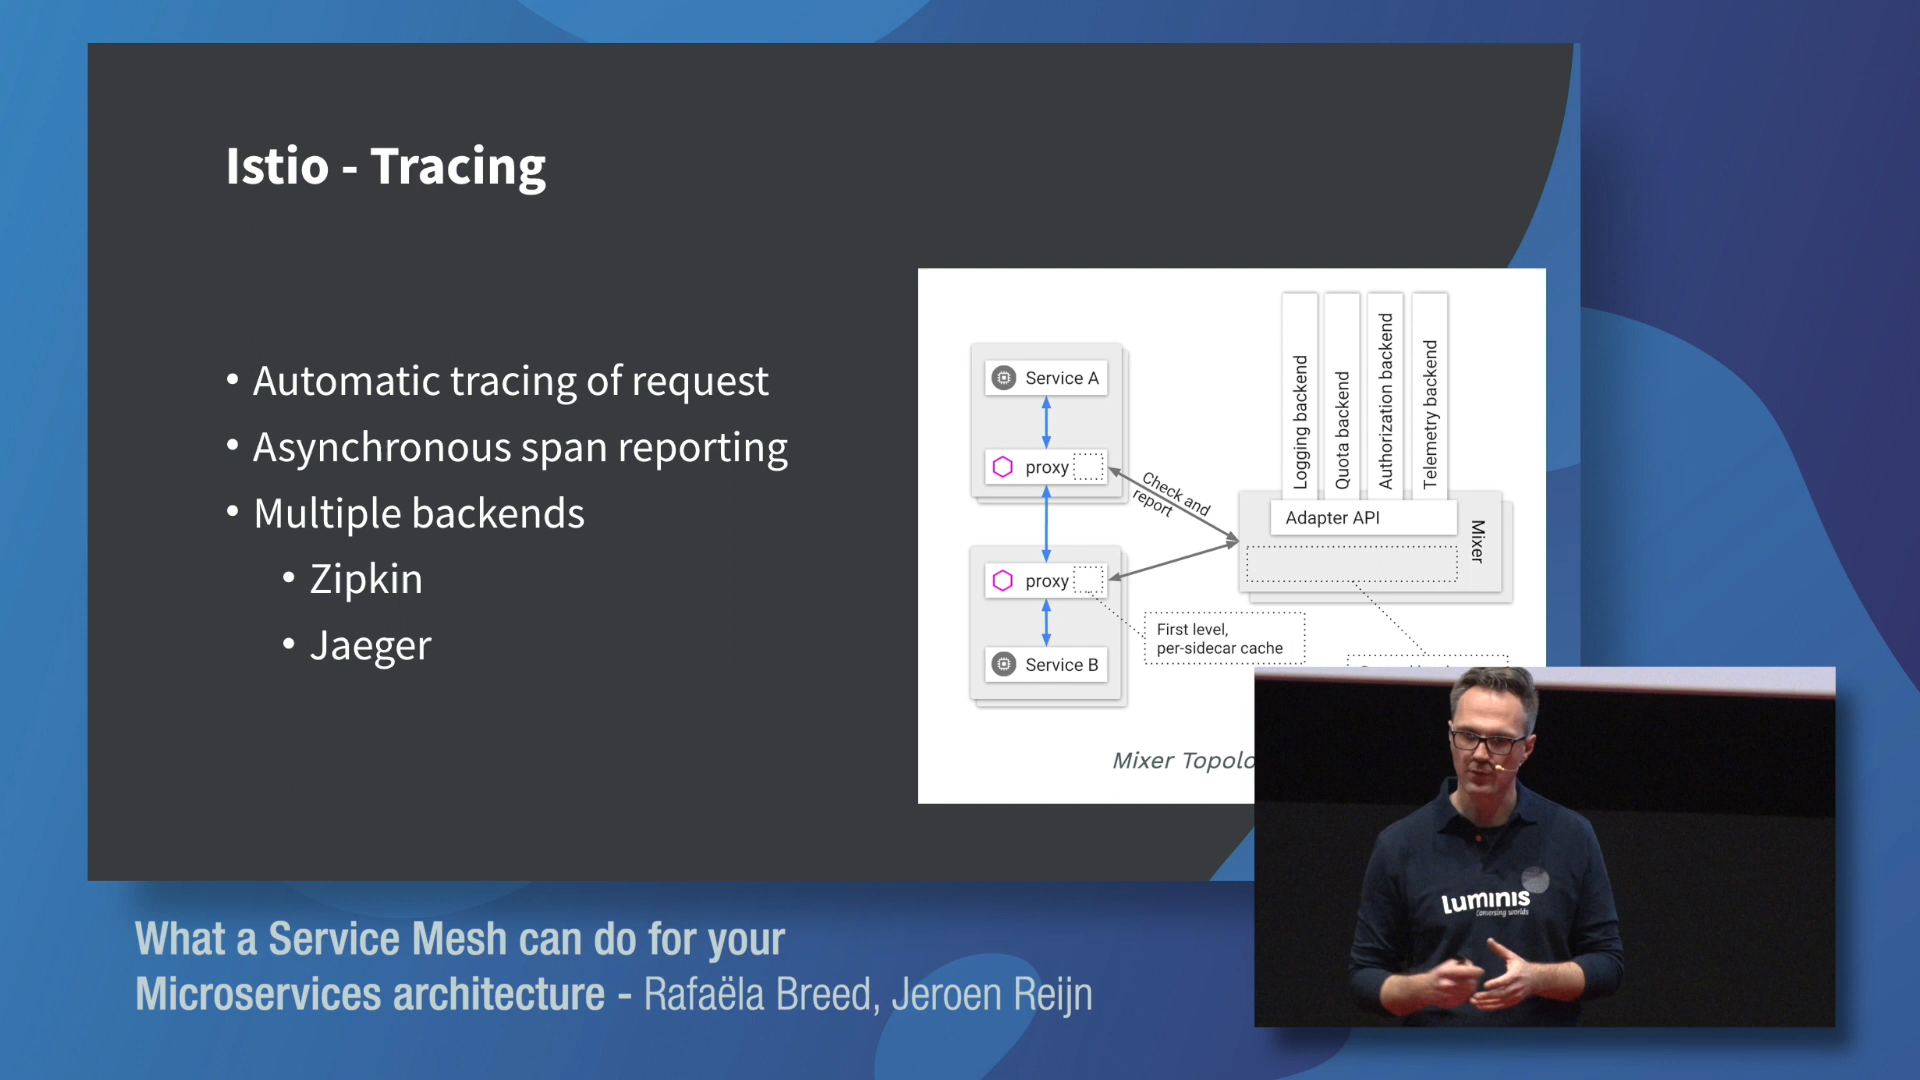 Istio - Tracing
• Automatic tracing of request
• Asynchronous span reporting
• Multiple backends
• Zipkin
• Jaeger
Service A
proxy
proxy
Service B
Check and
report
First level,
per-sidecar cache
Logging backend
Quota backend
Authorization backend
Telemetry backend
Adapter API
Mixer
Mixer Topolo
luminis
Conversing worlds
What a Service Mesh can do for your
Microservices architecture - Rafaëla Breed, Jeroen Reijn